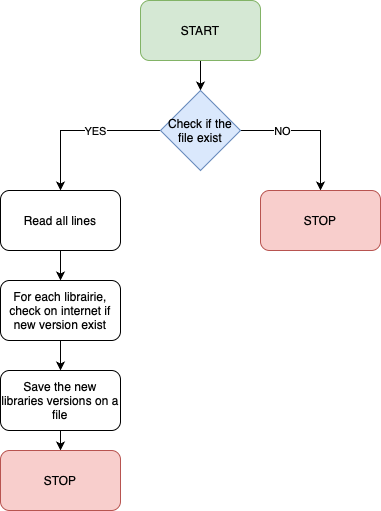 START
Check if the
file exist
YES
NO
Read all lines
STOP
For each librairie,
check on internet if
new version exist
Save the new
libraries versions on a
file
STOP